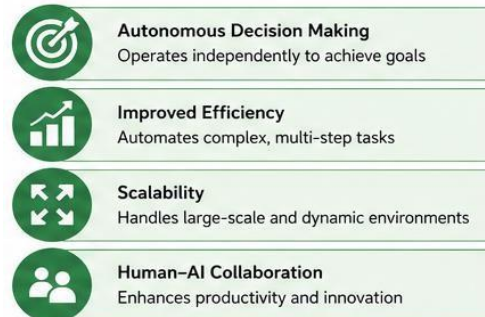 Autonomous Decision Making
Operates independently to achieve goals
Improved Efficiency
Automates complex, multi-step tasks
Scalability
Handles large-scale and dynamic environments
Human–AI Collaboration
Enhances productivity and innovation